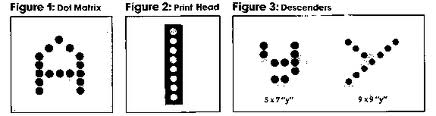 Figure 1: Dot Matrix
Figure 2: Print Head
Figure 3: Descenders
5 x 7 "y"
9 x 9 "y"